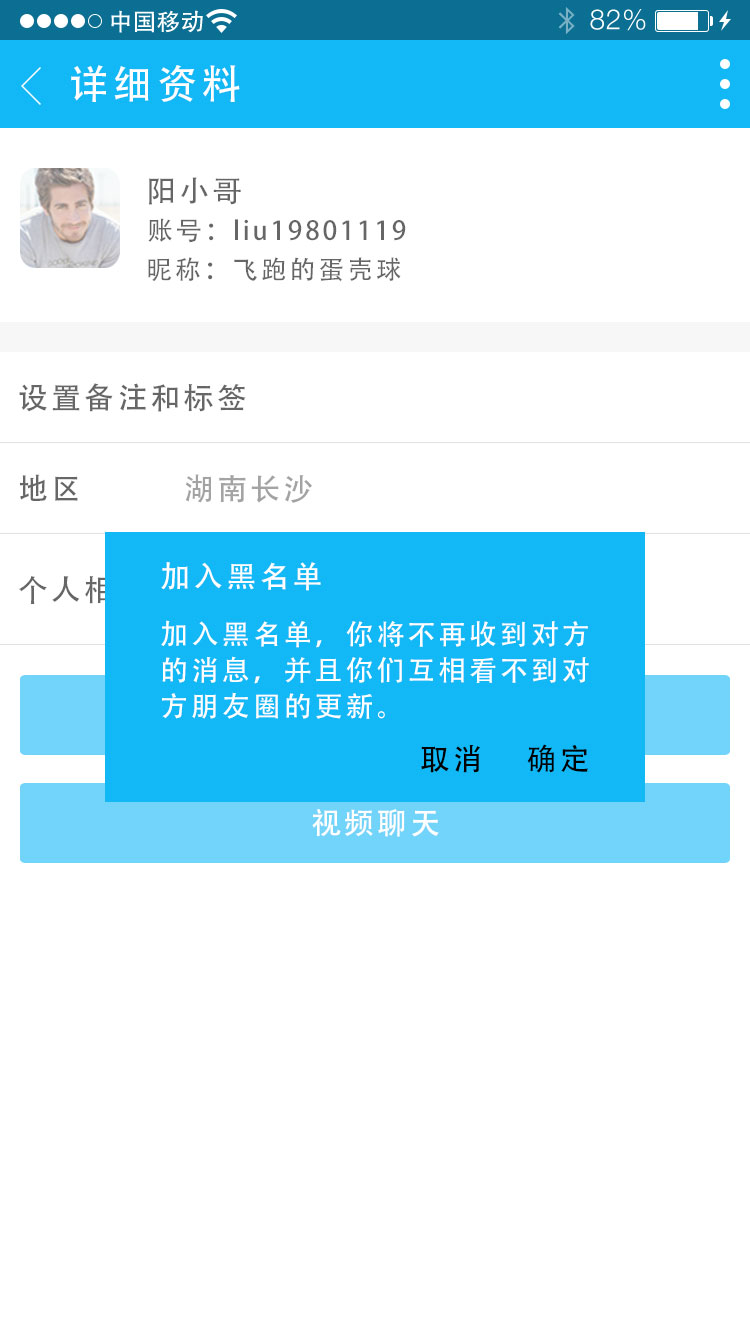 中国移动 82%
详细资料
阳小哥
账号：liu19801119
昵称：飞跑的蛋壳球
设置备注和标签
地区 湖南长沙
个人相
加入黑名单
加入黑名单，你将不再收到对方
的消息，并且你们互相看不到对
方朋友圈的更新。
取消 确定
视频聊天